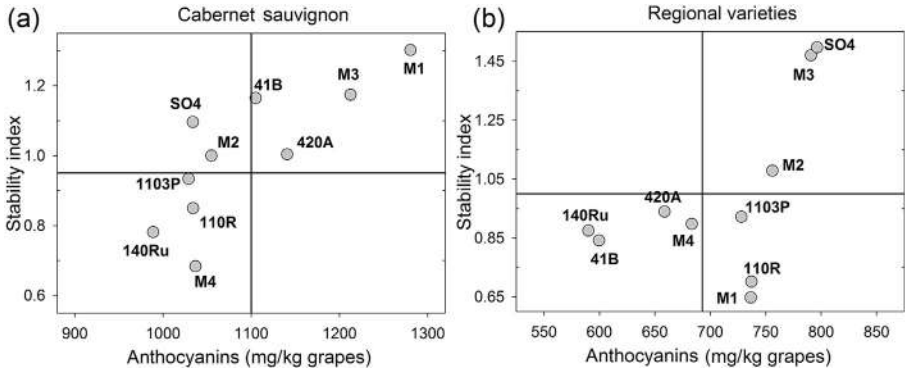 (a) Cabernet sauvignon
Stability index
1.2
1.0
0.8
0.6
M1
M3
41B
SO4
420A
M2
1103P
110R
140Ru
M4
900 1000 1100 1200 1300
Anthocyanins (mg/kg grapes)
(b) Regional varieties
Stability index
1.45
1.25
1.05
0.85
0.65
SO4
M3
M2
420A
1103P
140Ru
M4
41B
110R
M1
550 600 650 700 750 800 850
Anthocyanins (mg/kg grapes)